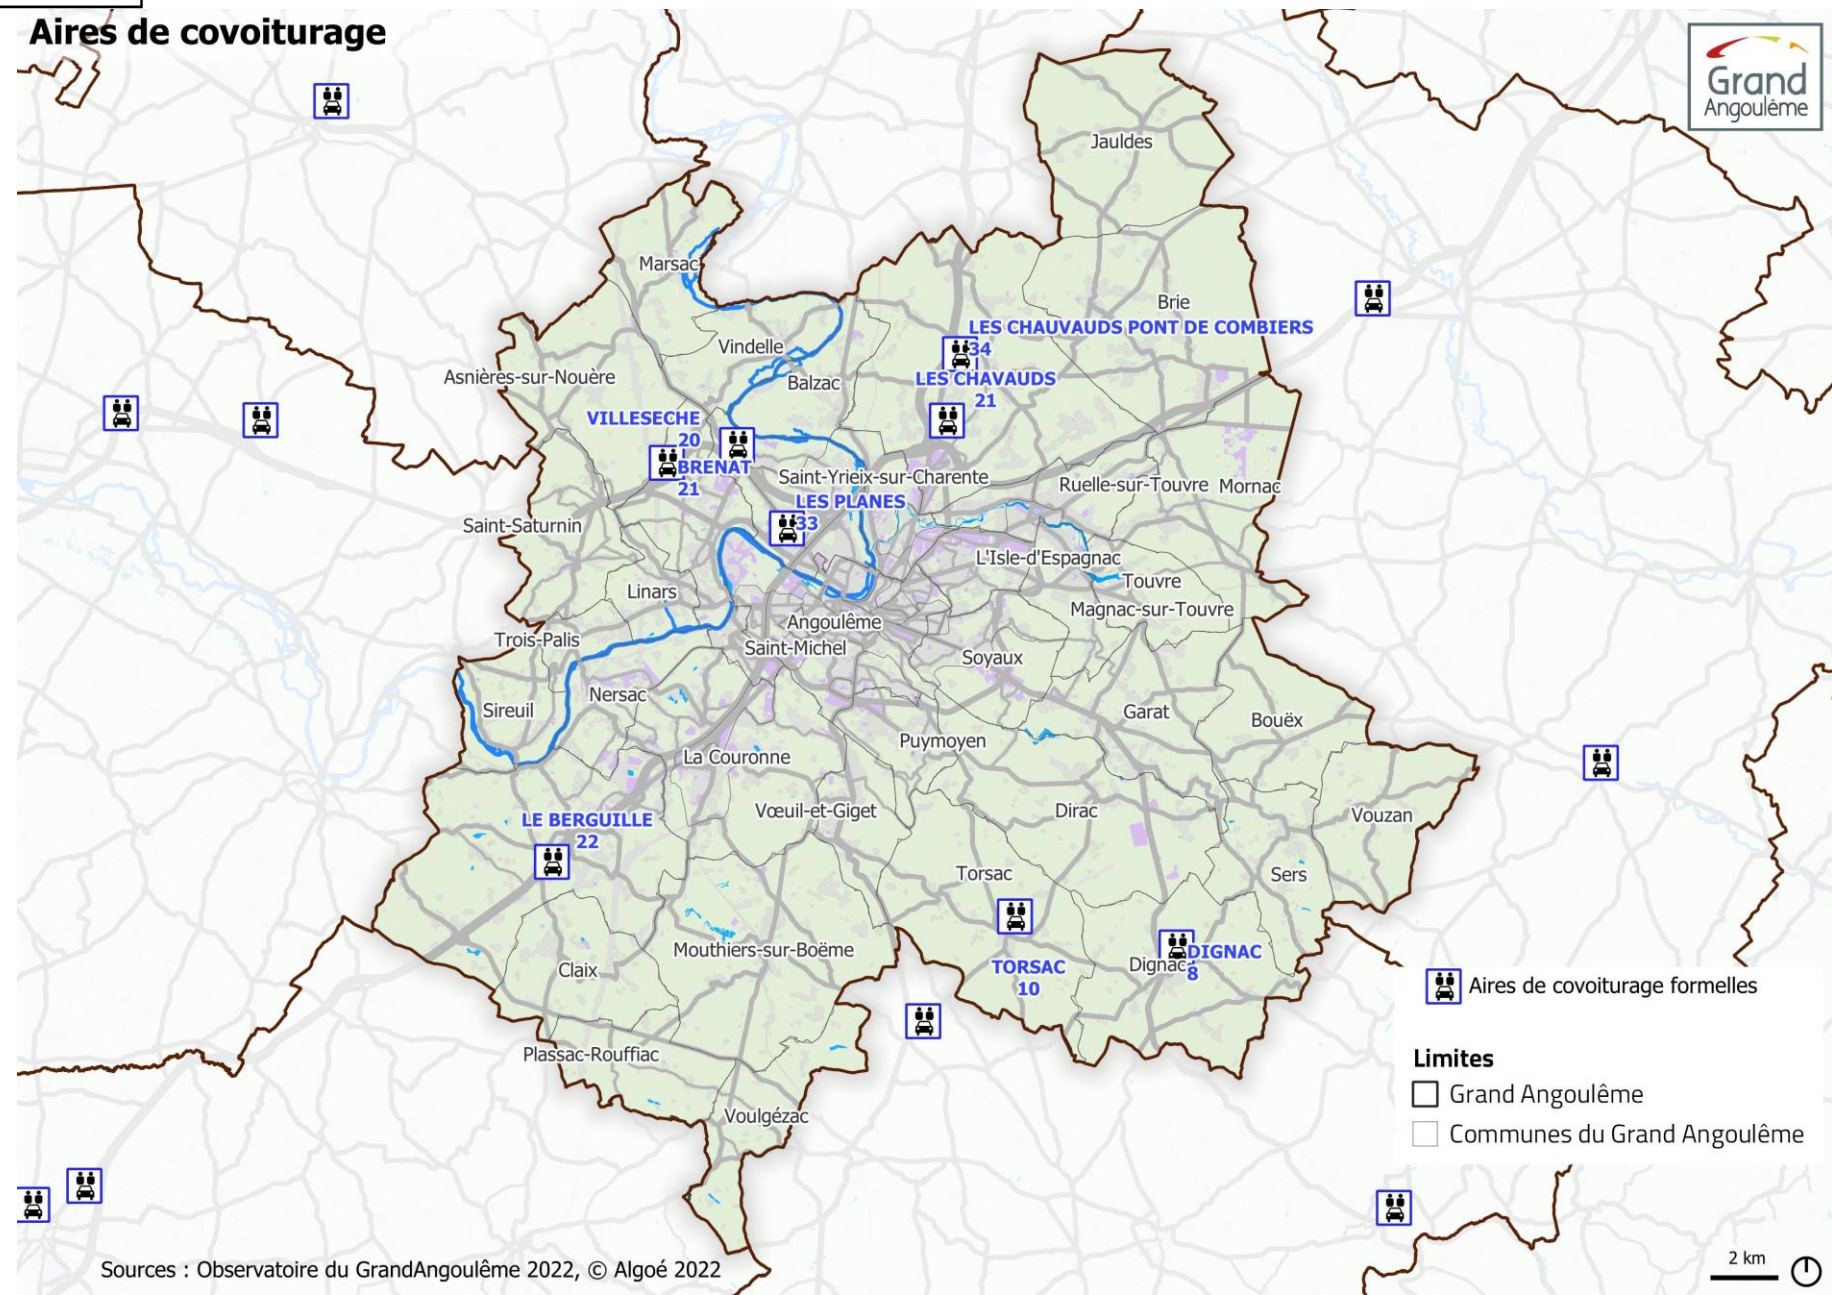 Aires de covoiturage
Grand
Angoulême
Jauldes
Marsac
Brie
LES CHAUVAUDS PONT DE COMBIERS
34
Vindelle
Asnières-sur-Nouère
Balzac
LES CHAVAUDS
21
VILLESECHE
20
BRENAT
21
Saint-Yrieix-sur-Charente
Ruelle-sur-Touvre
Mornac
LES PLANES
33
Saint-Saturnin
L'Isle-d'Espagnac
Touvre
Linars
Magnac-sur-Touvre
Angoulême
Trois-Palis
Saint-Michel
Soyaux
Nersac
Sireuil
Garat
Bouëx
Puymoyen
La Couronne
Vœuil-et-Giget
Dirac
Vouzan
LE BERGUILLE
22
Torsac
Sers
Mouthiers-sur-Boëme
Claix
TORSAC
10
Dignac
DIGNAC
8
Plassac-Rouffiac
Voulgézac
Aires de covoiturage formelles
Limites
Grand Angoulême
Communes du Grand Angoulême
2 km
Sources : Observatoire du GrandAngoulême 2022, © Algoé 2022